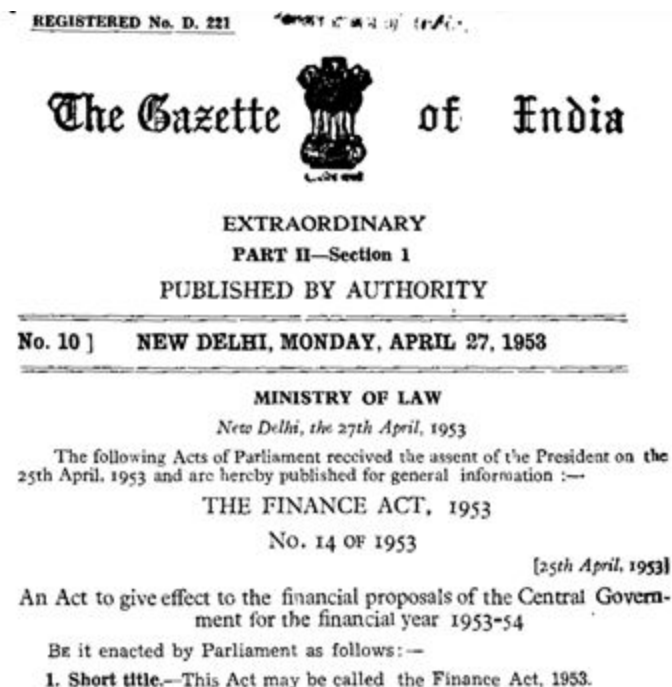 REGISTERED No. D. 221
The Gazette of India
EXTRAORDINARY
PART II—Section 1
PUBLISHED BY AUTHORITY
No. 10 ] NEW DELHI, MONDAY, APRIL 27, 1953
MINISTRY OF LAW
New Delhi, the 27th April, 1953
The following Acts of Parliament received the assent of the President on the
25th April, 1953 and are hereby published for general information :—
THE FINANCE ACT, 1953
No. 14 OF 1953
[25th April, 1953]
An Act to give effect to the financial proposals of the Central Govern-
ment for the financial year 1953-54
BE it enacted by Parliament as follows:—
1. Short title.—This Act may be called the Finance Act, 1953.